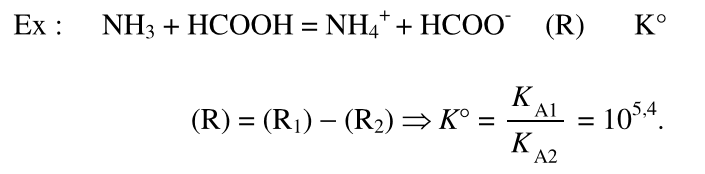 Ex : NH₃ + HCOOH = NH₄⁺ + HCOO⁻ (R) K°
(R) = (R₁) – (R₂) ⇒ K° = K_A1 / K_A2 = 10^5,4.